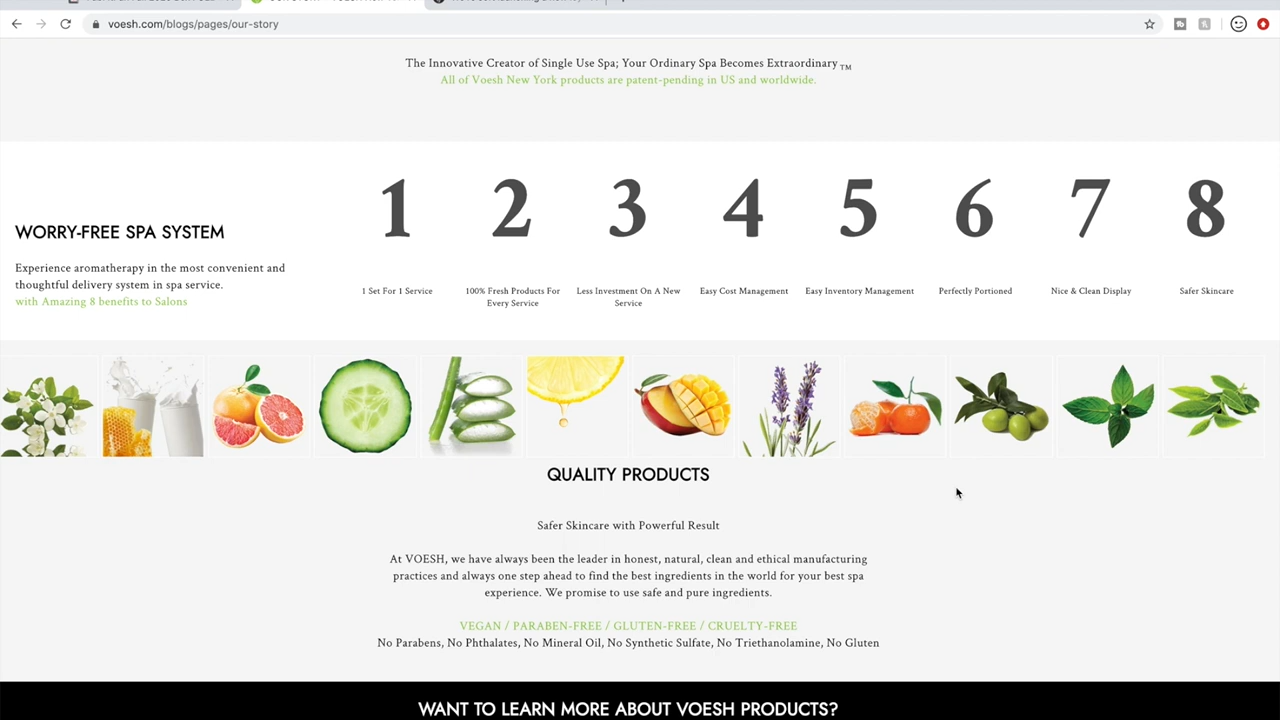 voesh.com/blogs/pages/our-story
The Innovative Creator of Single Use Spa; Your Ordinary Spa Becomes Extraordinary TM
All of Voesh New York products are patent-pending in US and worldwide.
WORRY-FREE SPA SYSTEM
Experience aromatherapy in the most convenient and
thoughtful delivery system in spa service.
with Amazing 8 benefits to Salons
1 2 3 4 5 6 7 8
1 Set For 1 Service
100% Fresh Products For
Every Service
Less Investment On A New
Service
Easy Cost Management
Easy Inventory Management
Perfectly Portioned
Nice & Clean Display
Safer Skincare
QUALITY PRODUCTS
Safer Skincare with Powerful Result
At VOESH, we have always been the leader in honest, natural, clean and ethical manufacturing
practices and always one step ahead to find the best ingredients in the world for your best spa
experience. We promise to use safe and pure ingredients.
VEGAN / PARABEN-FREE / GLUTEN-FREE / CRUELTY-FREE
No Parabens, No Phthalates, No Mineral Oil, No Synthetic Sulfate, No Triethanolamine, No Gluten
WANT TO LEARN MORE ABOUT VOESH PRODUCTS?